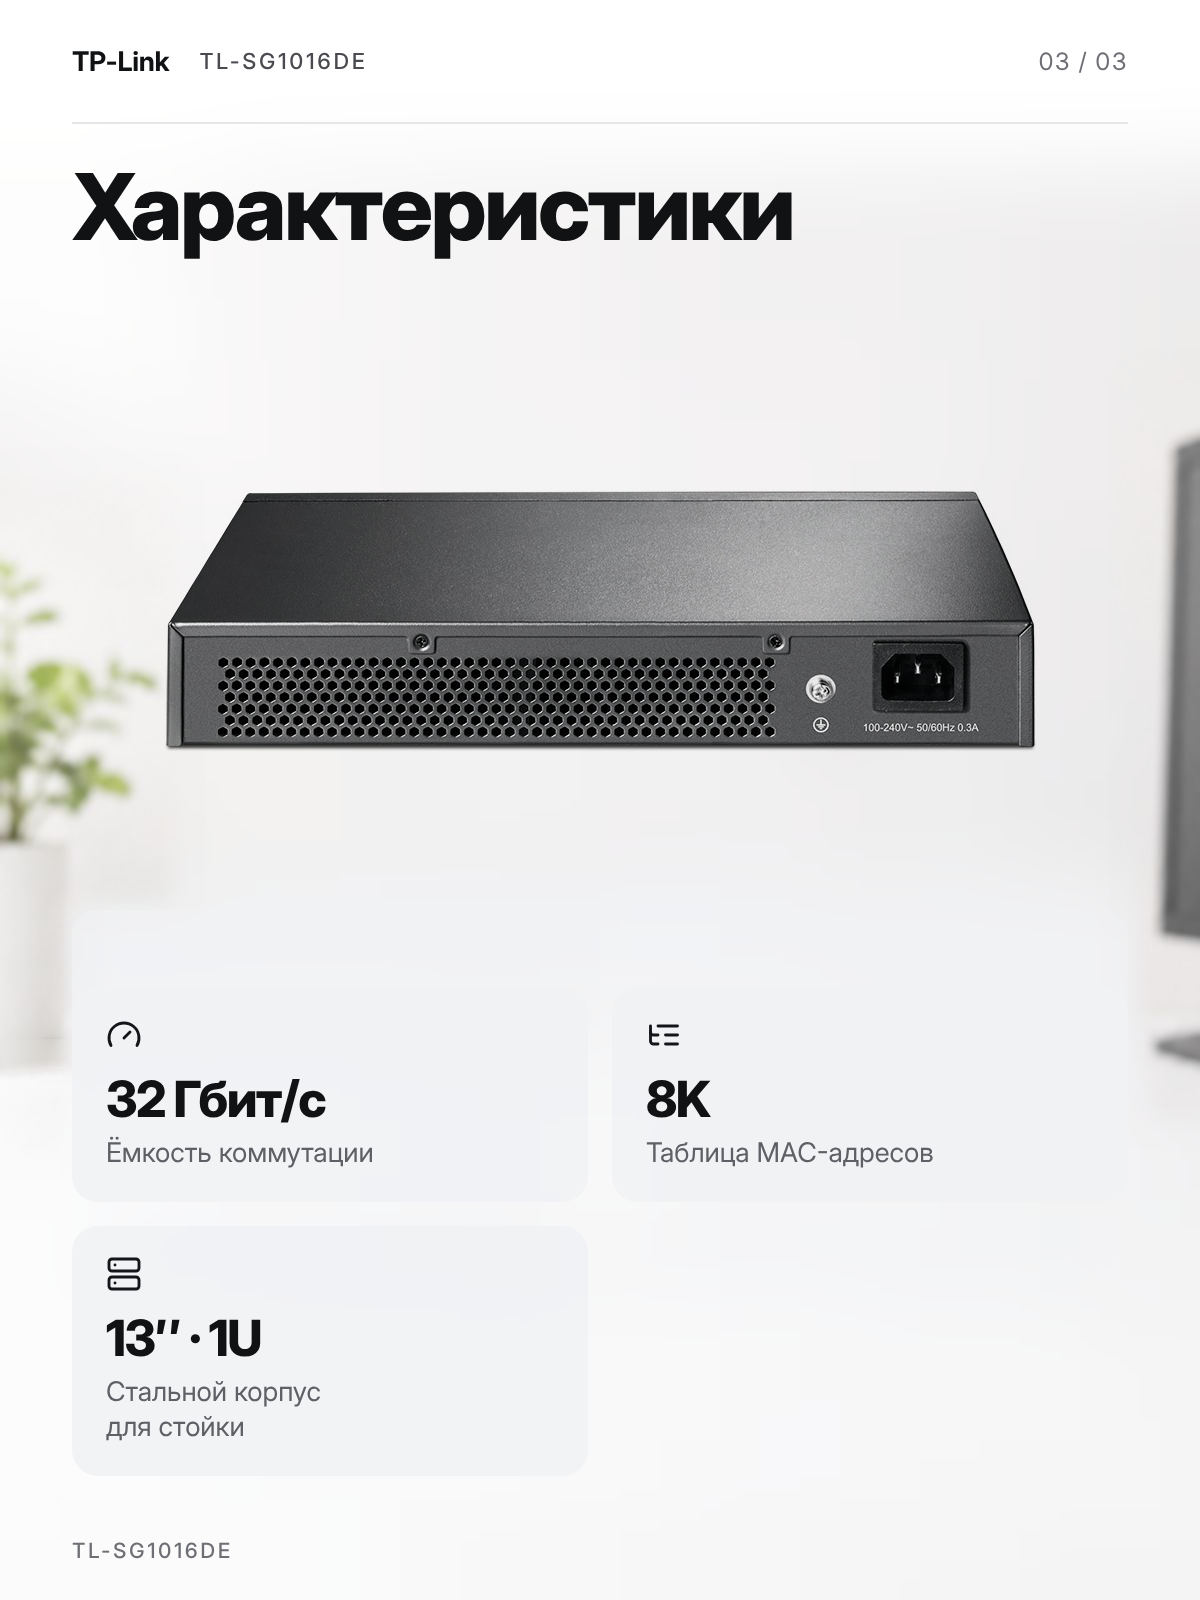 TP-Link TL-SG1016DE 03 / 03
Характеристики
100-240V~ 50/60Hz 0.3A
32 Гбит/с
Ёмкость коммутации
8K
Таблица MAC-адресов
13″ · 1U
Стальной корпус
для стойки
TL-SG1016DE